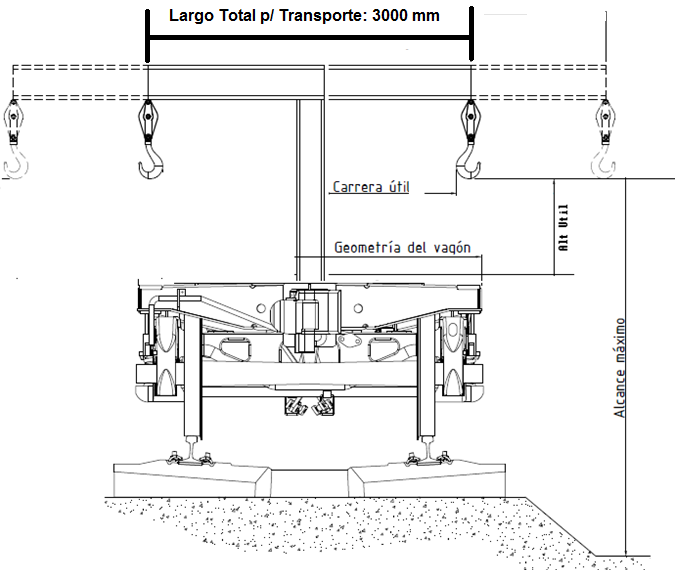 Largo Total p/ Transporte: 3000 mm
Carrera útil
Alt Util
Geometría del vagón
Alcance máximo